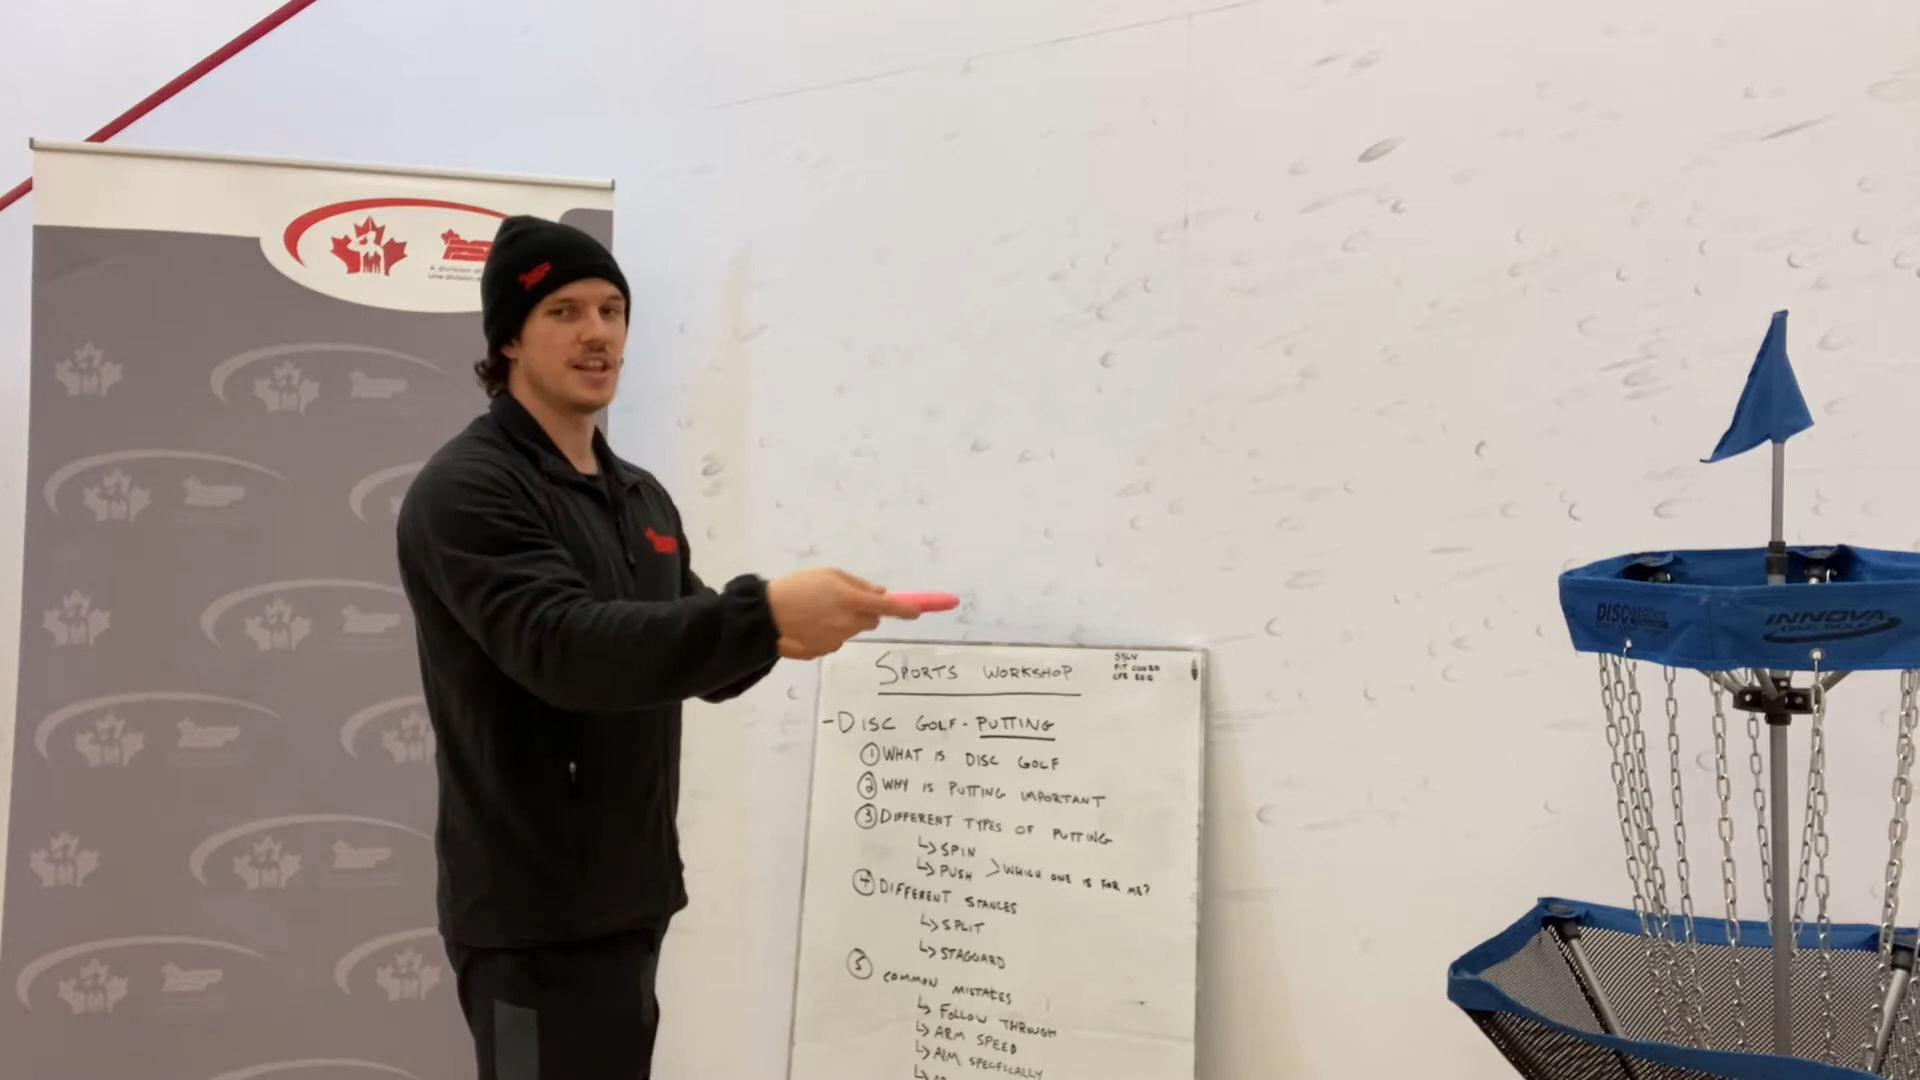 SPORTS WORKSHOP
-DISC GOLF - PUTTING
① WHAT IS DISC GOLF
② WHY IS PUTTING IMPORTANT
③ DIFFERENT TYPES OF PUTTING
↳ SPIN
↳ PUSH > WHICH ONE IS FOR ME?
④ DIFFERENT STANCES
↳ SPLIT
↳ STAGGARD
⑤ COMMON MISTAKES
↳ FOLLOW THROUGH
↳ ARM SPEED
↳ AIM SPECFICALLY
INNOVA
DISC GOLF